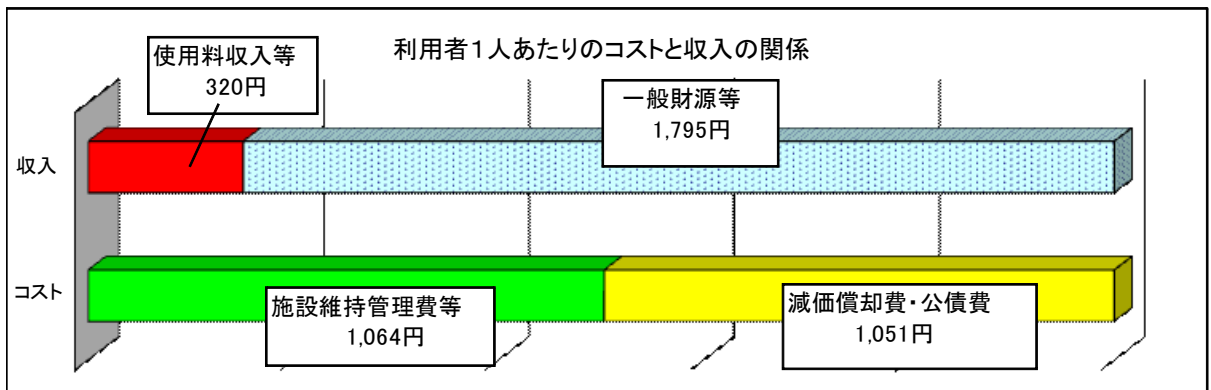 利用者１人あたりのコストと収入の関係
使用料収入等
320円
一般財源等
1,795円
収入
コスト
施設維持管理費等
1,064円
減価償却費・公債費
1,051円